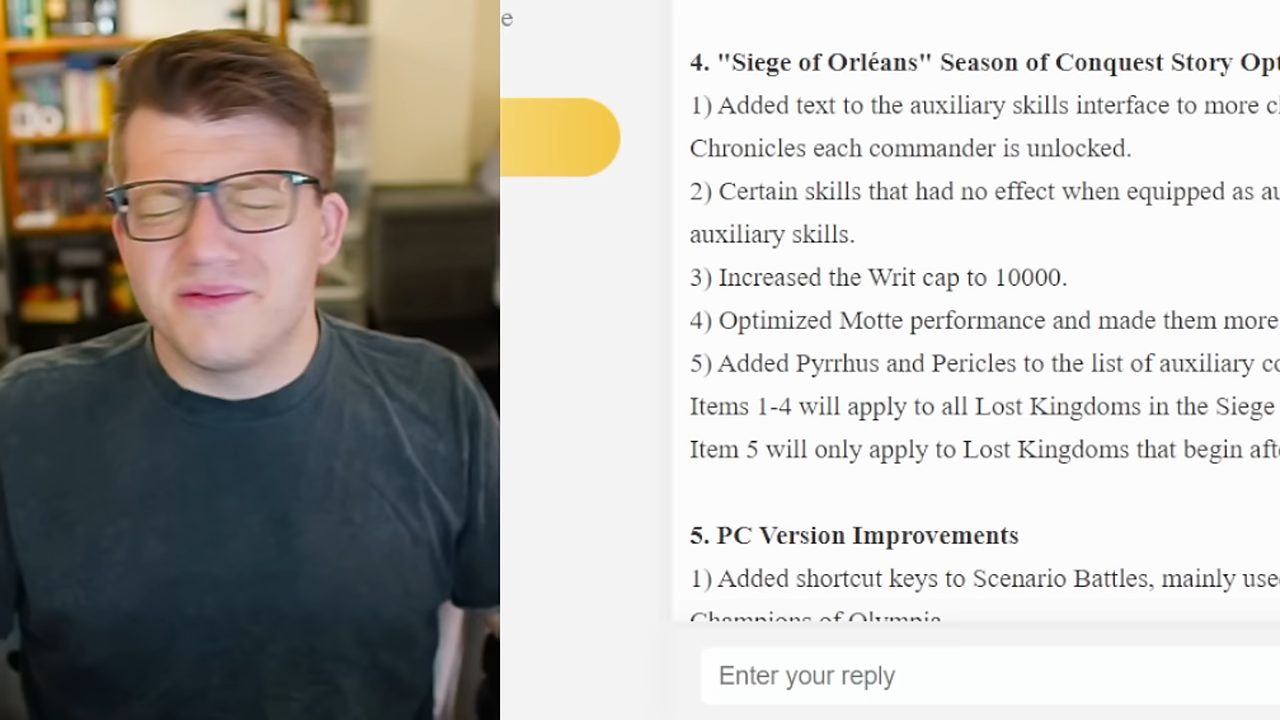 e
4. "Siege of Orléans" Season of Conquest Story Opt
1) Added text to the auxiliary skills interface to more cl
Chronicles each commander is unlocked.
2) Certain skills that had no effect when equipped as au
auxiliary skills.
3) Increased the Writ cap to 10000.
4) Optimized Motte performance and made them more
5) Added Pyrrhus and Pericles to the list of auxiliary co
Items 1-4 will apply to all Lost Kingdoms in the Siege
Item 5 will only apply to Lost Kingdoms that begin afte
5. PC Version Improvements
1) Added shortcut keys to Scenario Battles, mainly use
Champions of Olympia
Enter your reply